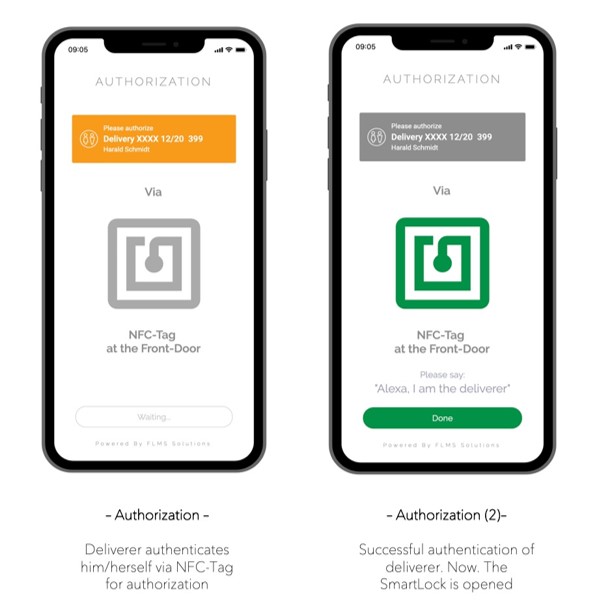 09:05
AUTHORIZATION
Please authorize
Delivery XXXX 12/20 399
Harald Schmidt
Via
NFC-Tag
at the Front-Door
Waiting...
Powered By FLMS Solutions
- Authorization -
Deliverer authenticates
him/herself via NFC-Tag
for authorization
09:05
AUTHORIZATION
Please authorize
Delivery XXXX 12/20 399
Harald Schmidt
Via
NFC-Tag
at the Front-Door
Please say:
"Alexa, I am the deliverer"
Done
Powered By FLMS Solutions
- Authorization (2)-
Successful authentication of
deliverer. Now. The
SmartLock is opened